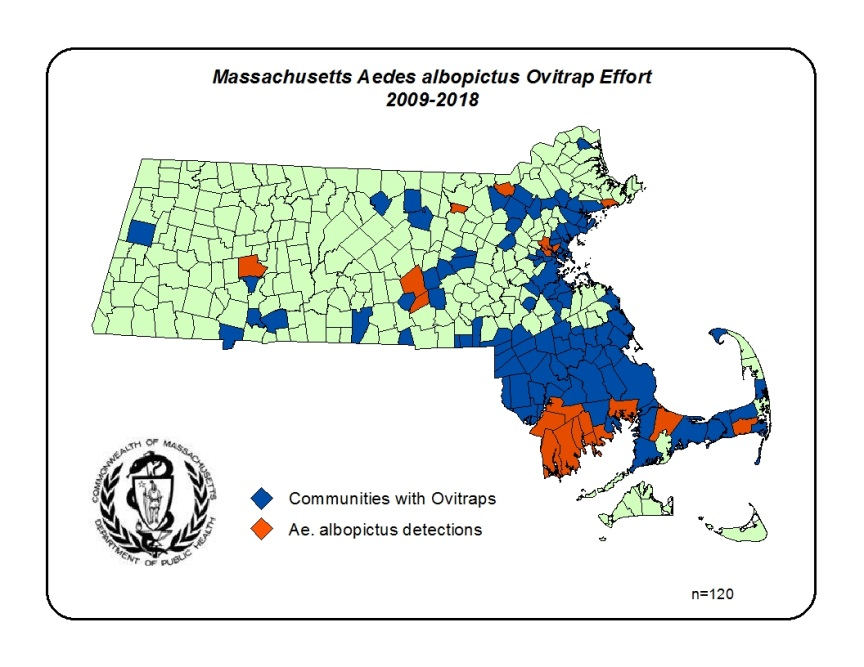 Massachusetts Aedes albopictus Ovitrap Effort
2009-2018
COMMONWEALTH OF MASSACHUSETTS
DEPARTMENT OF PUBLIC HEALTH
Communities with Ovitraps
Ae. albopictus detections
n=120